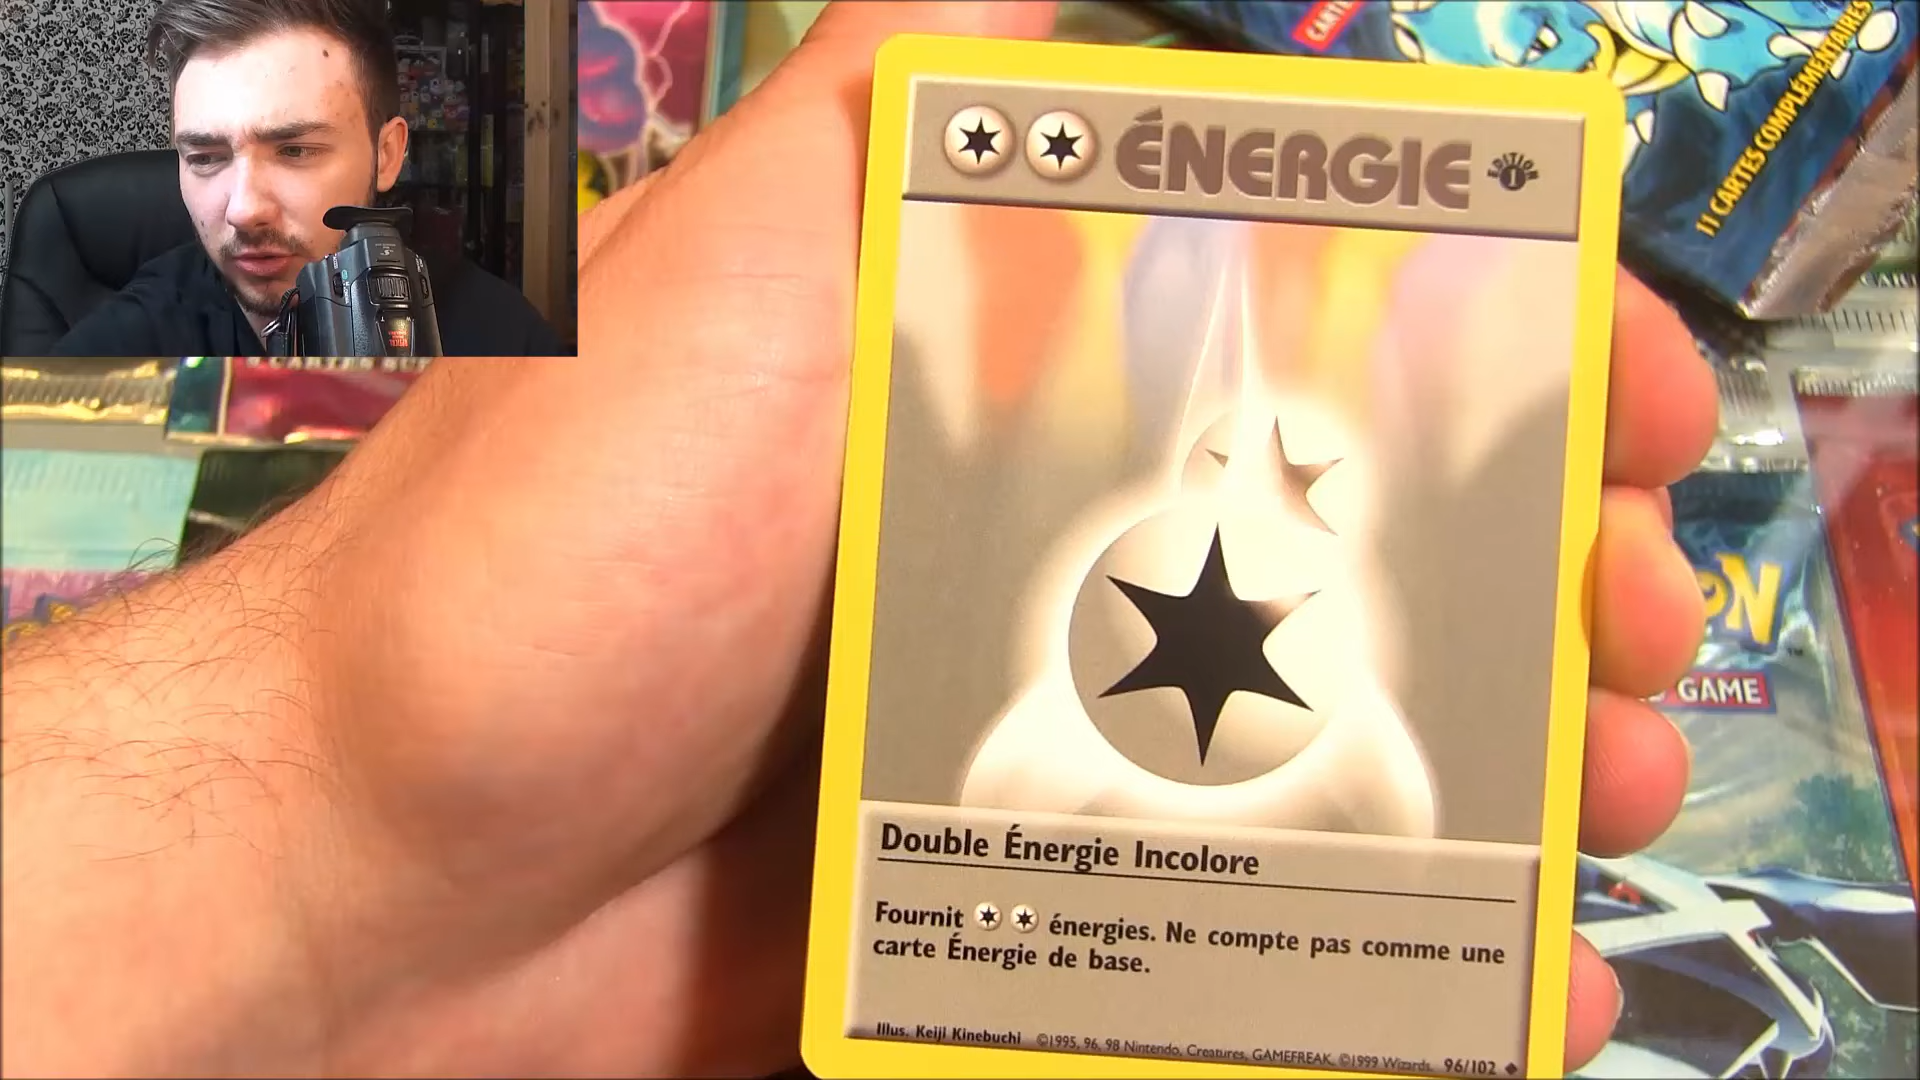 ÉNERGIE
EDITION 1
11 CARTES COMPLÉMENTAIRES
Double Énergie Incolore
Fournit énergies. Ne compte pas comme une
carte Énergie de base.
Illus. Keiji Kinebuchi ©1995, 96, 98 Nintendo, Creatures, GAMEFREAK. ©1999 Wizards. 96/102
GAME